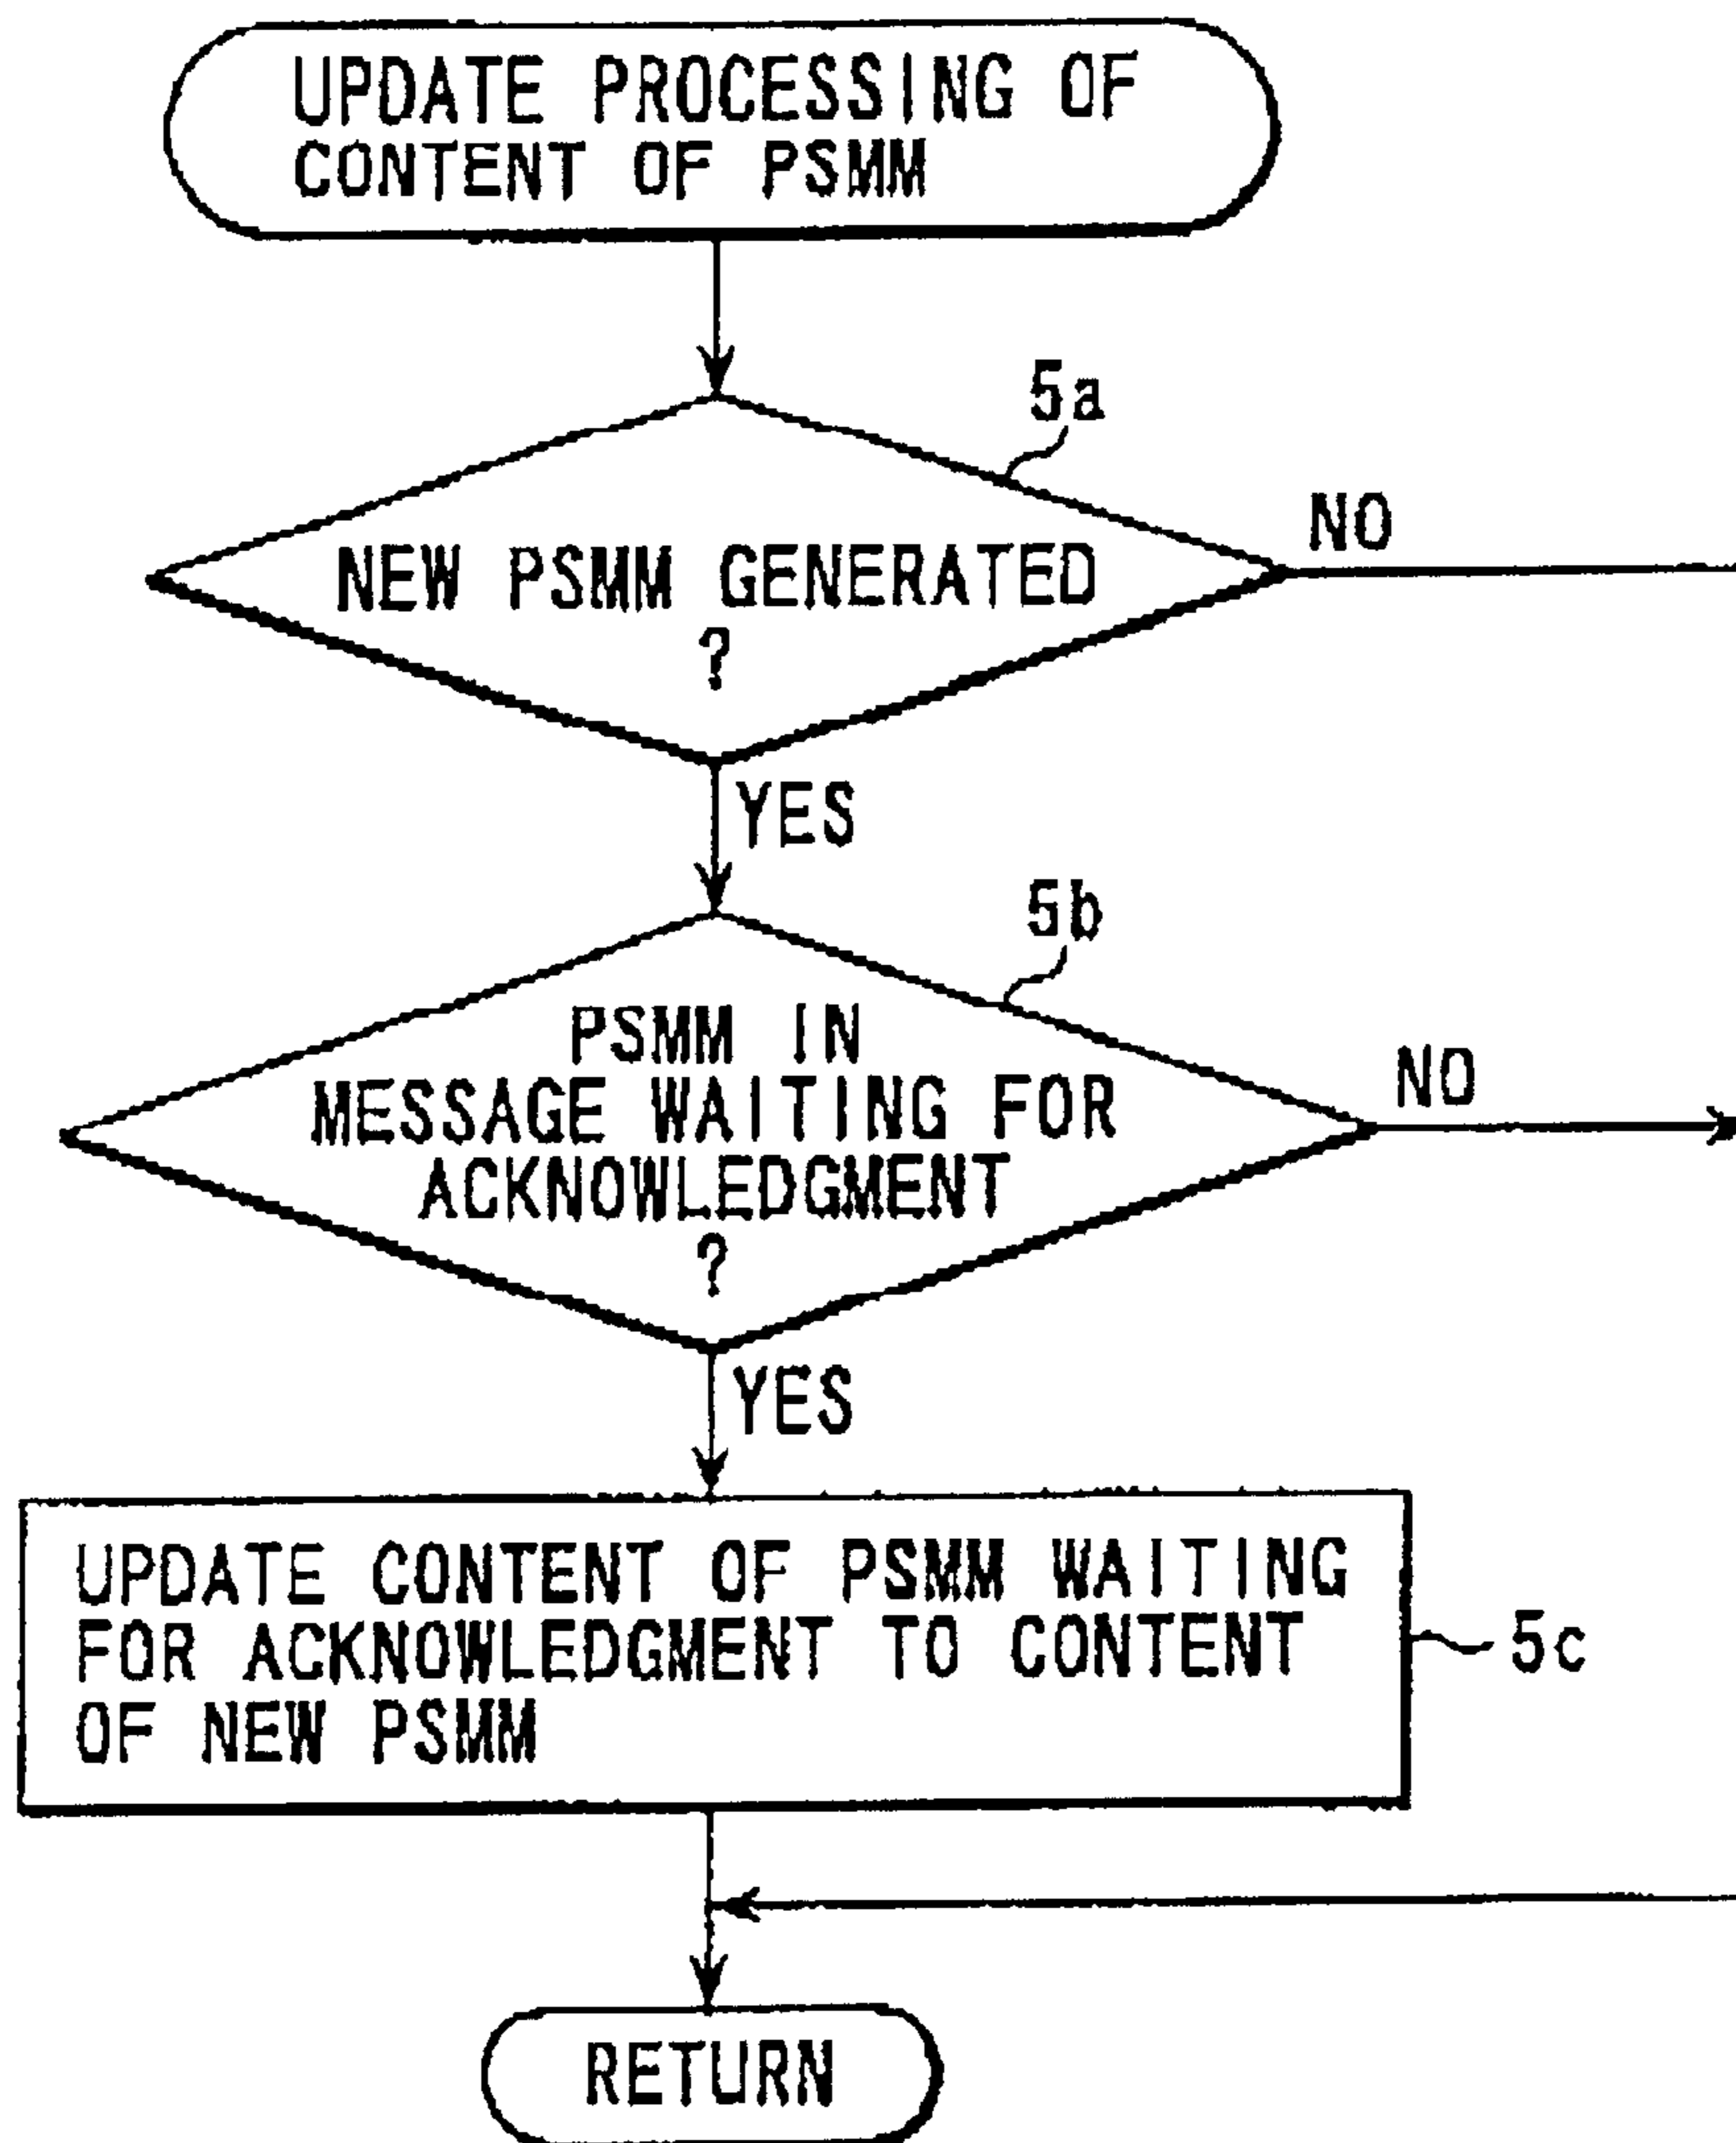 UPDATE PROCESSING OF
CONTENT OF PSMM
5a
NO
NEW PSMM GENERATED
?
YES
5b
PSMM IN
NO
MESSAGE WAITING FOR
ACKNOWLEDGMENT
?
YES
UPDATE CONTENT OF PSMM WAITING
FOR ACKNOWLEDGMENT TO CONTENT
OF NEW PSMM
5c
RETURN